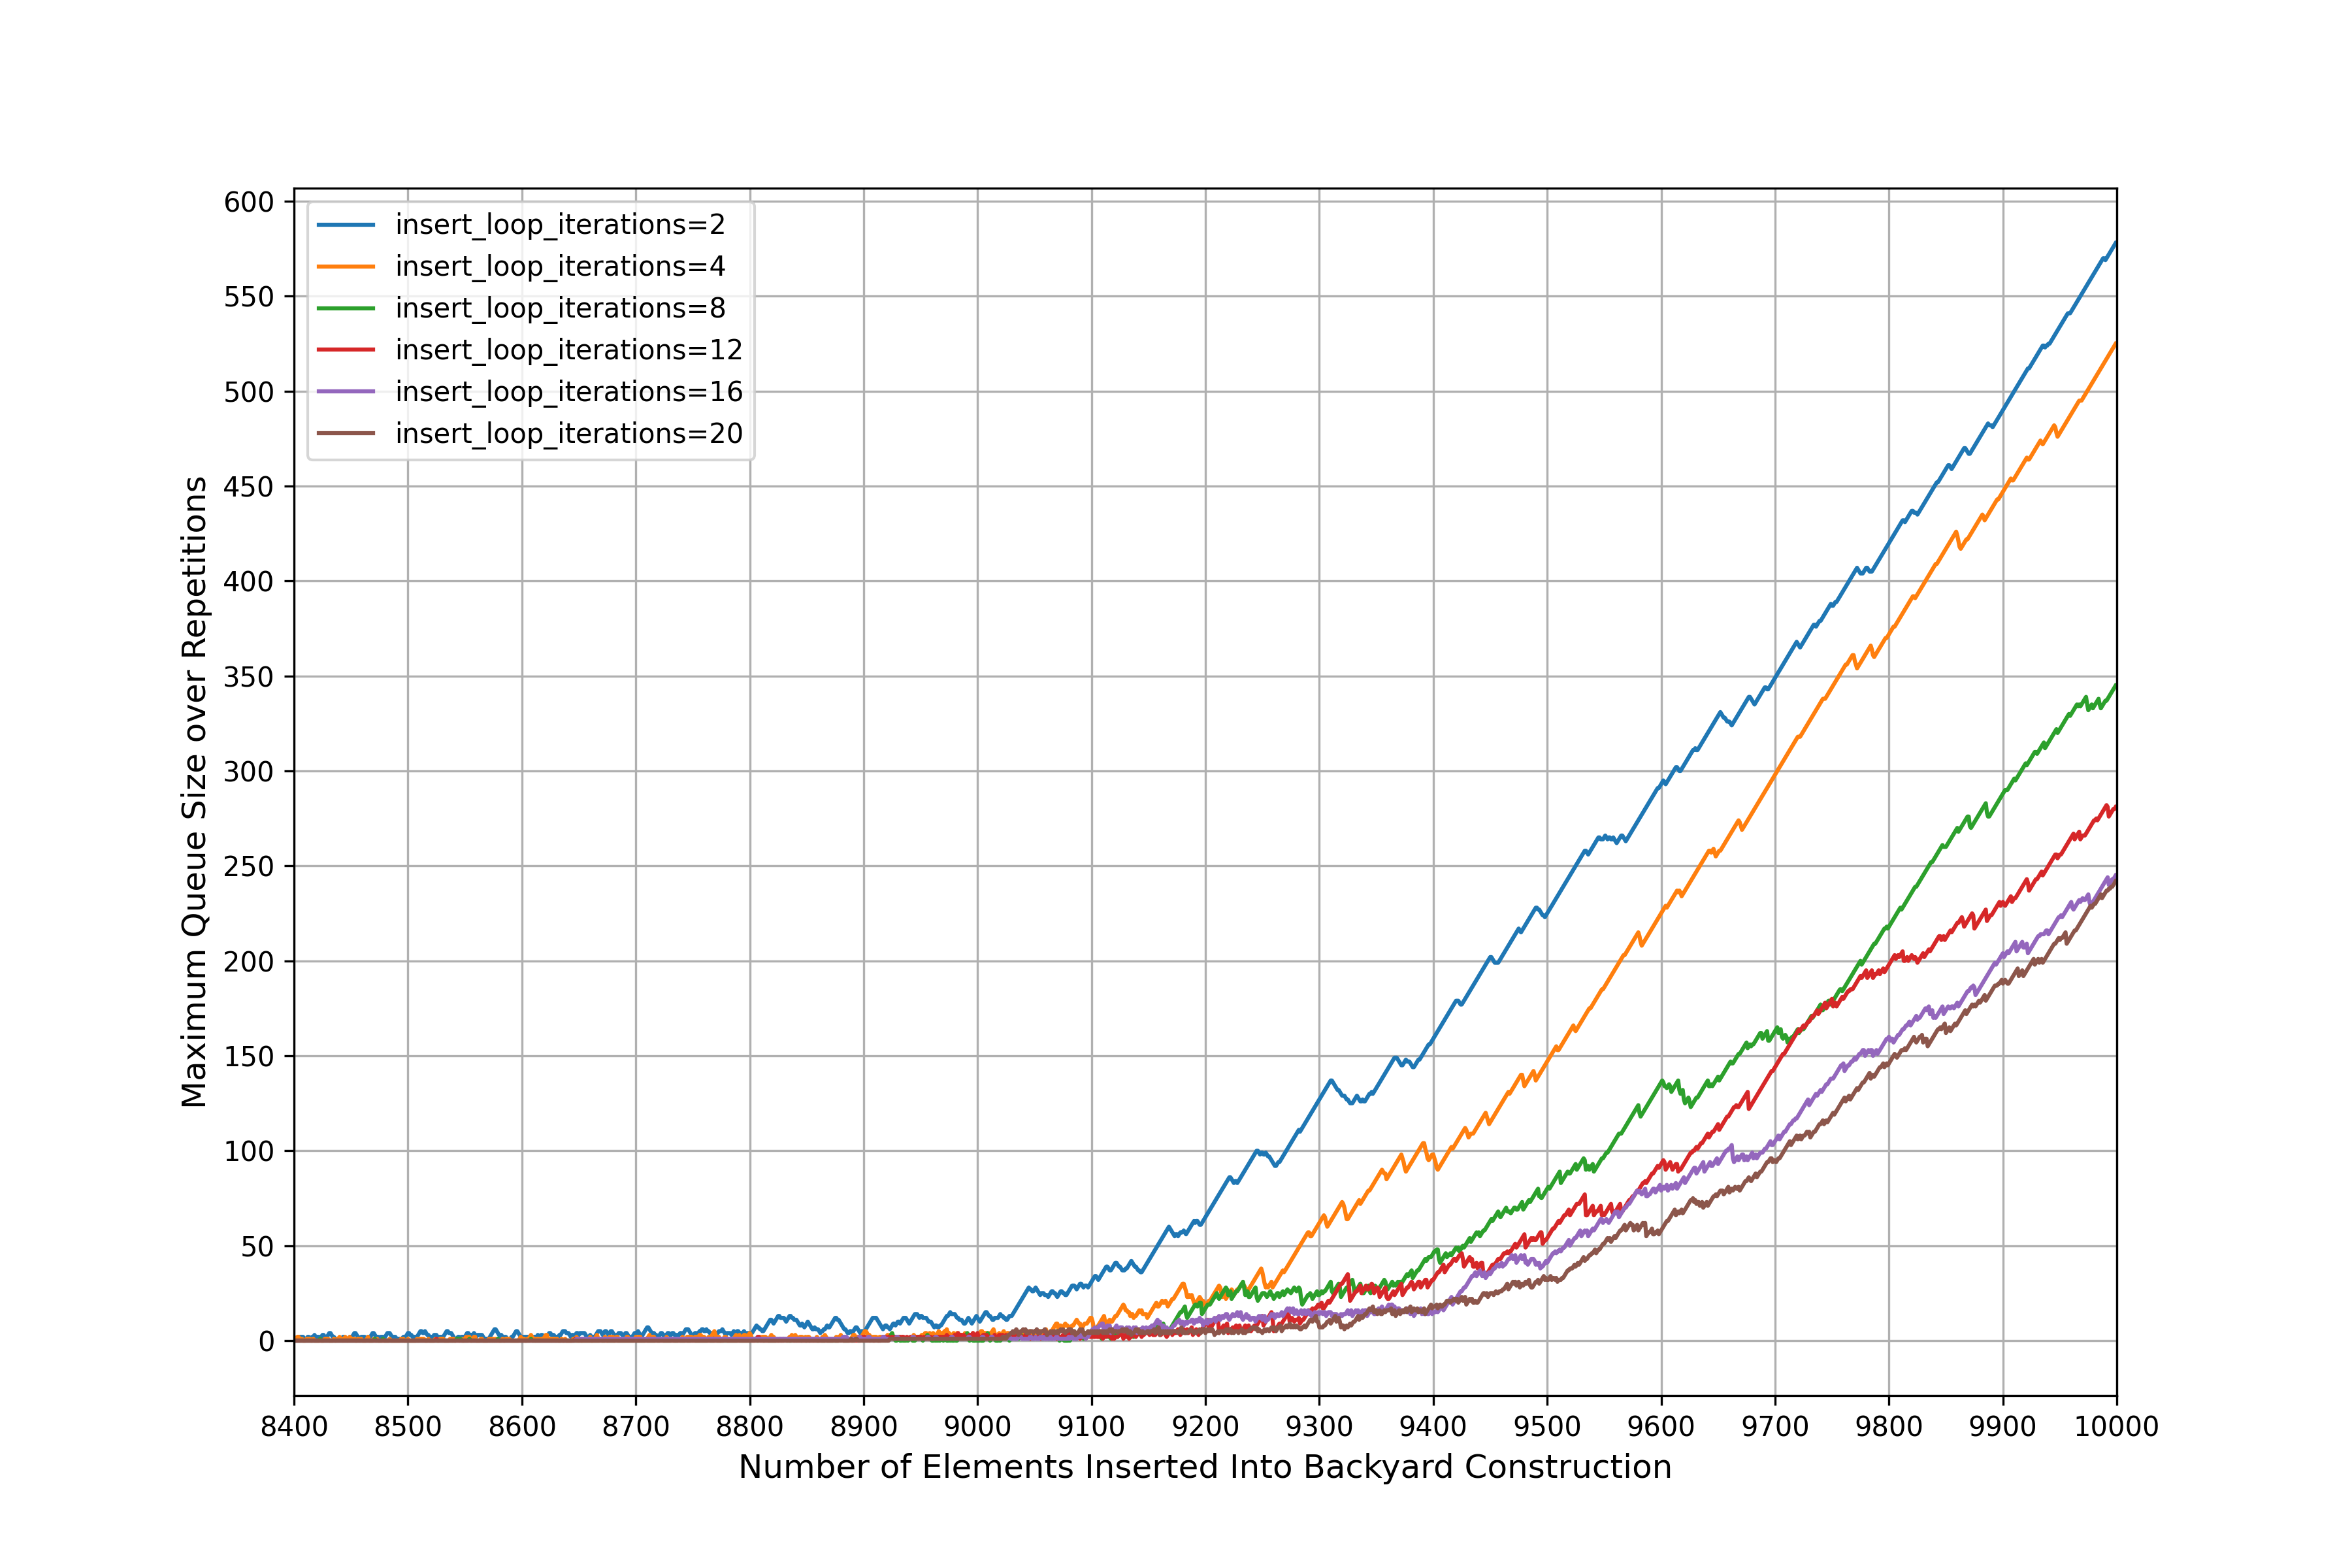 600
550
500
450
400
350
300
250
200
150
100
50
0
Maximum Queue Size over Repetitions
insert_loop_iterations=2
insert_loop_iterations=4
insert_loop_iterations=8
insert_loop_iterations=12
insert_loop_iterations=16
insert_loop_iterations=20
8400 8500 8600 8700 8800 8900 9000 9100 9200 9300 9400 9500 9600 9700 9800 9900 10000
Number of Elements Inserted Into Backyard Construction